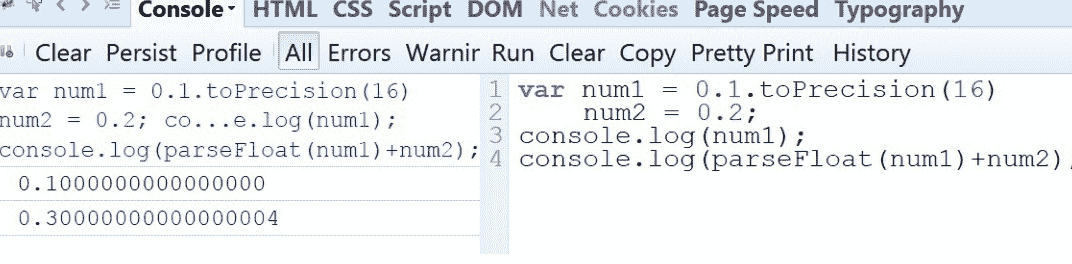 Console HTML CSS Script DOM Net Cookies Page Speed Typography
Clear Persist Profile All Errors Warnir Run Clear Copy Pretty Print History
var num1 = 0.1.toPrecision(16)
num2 = 0.2; co...e.log(num1);
console.log(parseFloat(num1)+num2);
0.1000000000000000
0.30000000000000004
1 var num1 = 0.1.toPrecision(16)
2 num2 = 0.2;
3 console.log(num1);
4 console.log(parseFloat(num1)+num2);